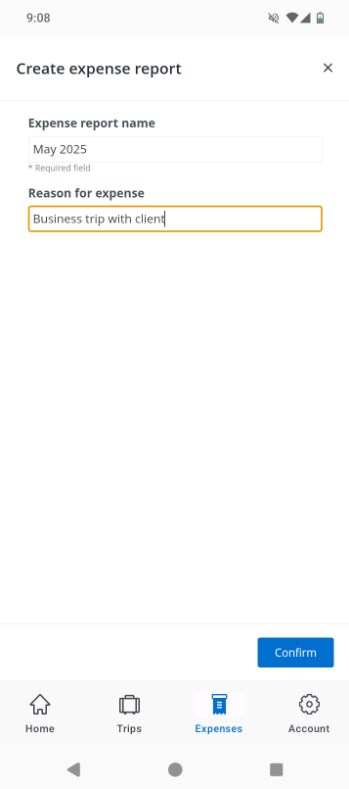 9:08
Create expense report
Expense report name
May 2025
* Required field
Reason for expense
Business trip with client
Confirm
Home
Trips
Expenses
Account